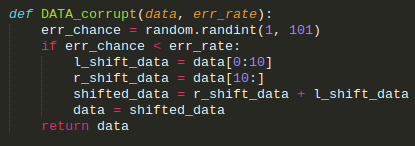 def DATA_corrupt(data, err_rate):
    err_chance = random.randint(1, 101)
    if err_chance < err_rate:
        l_shift_data = data[0:10]
        r_shift_data = data[10:]
        shifted_data = r_shift_data + l_shift_data
        data = shifted_data
    return data